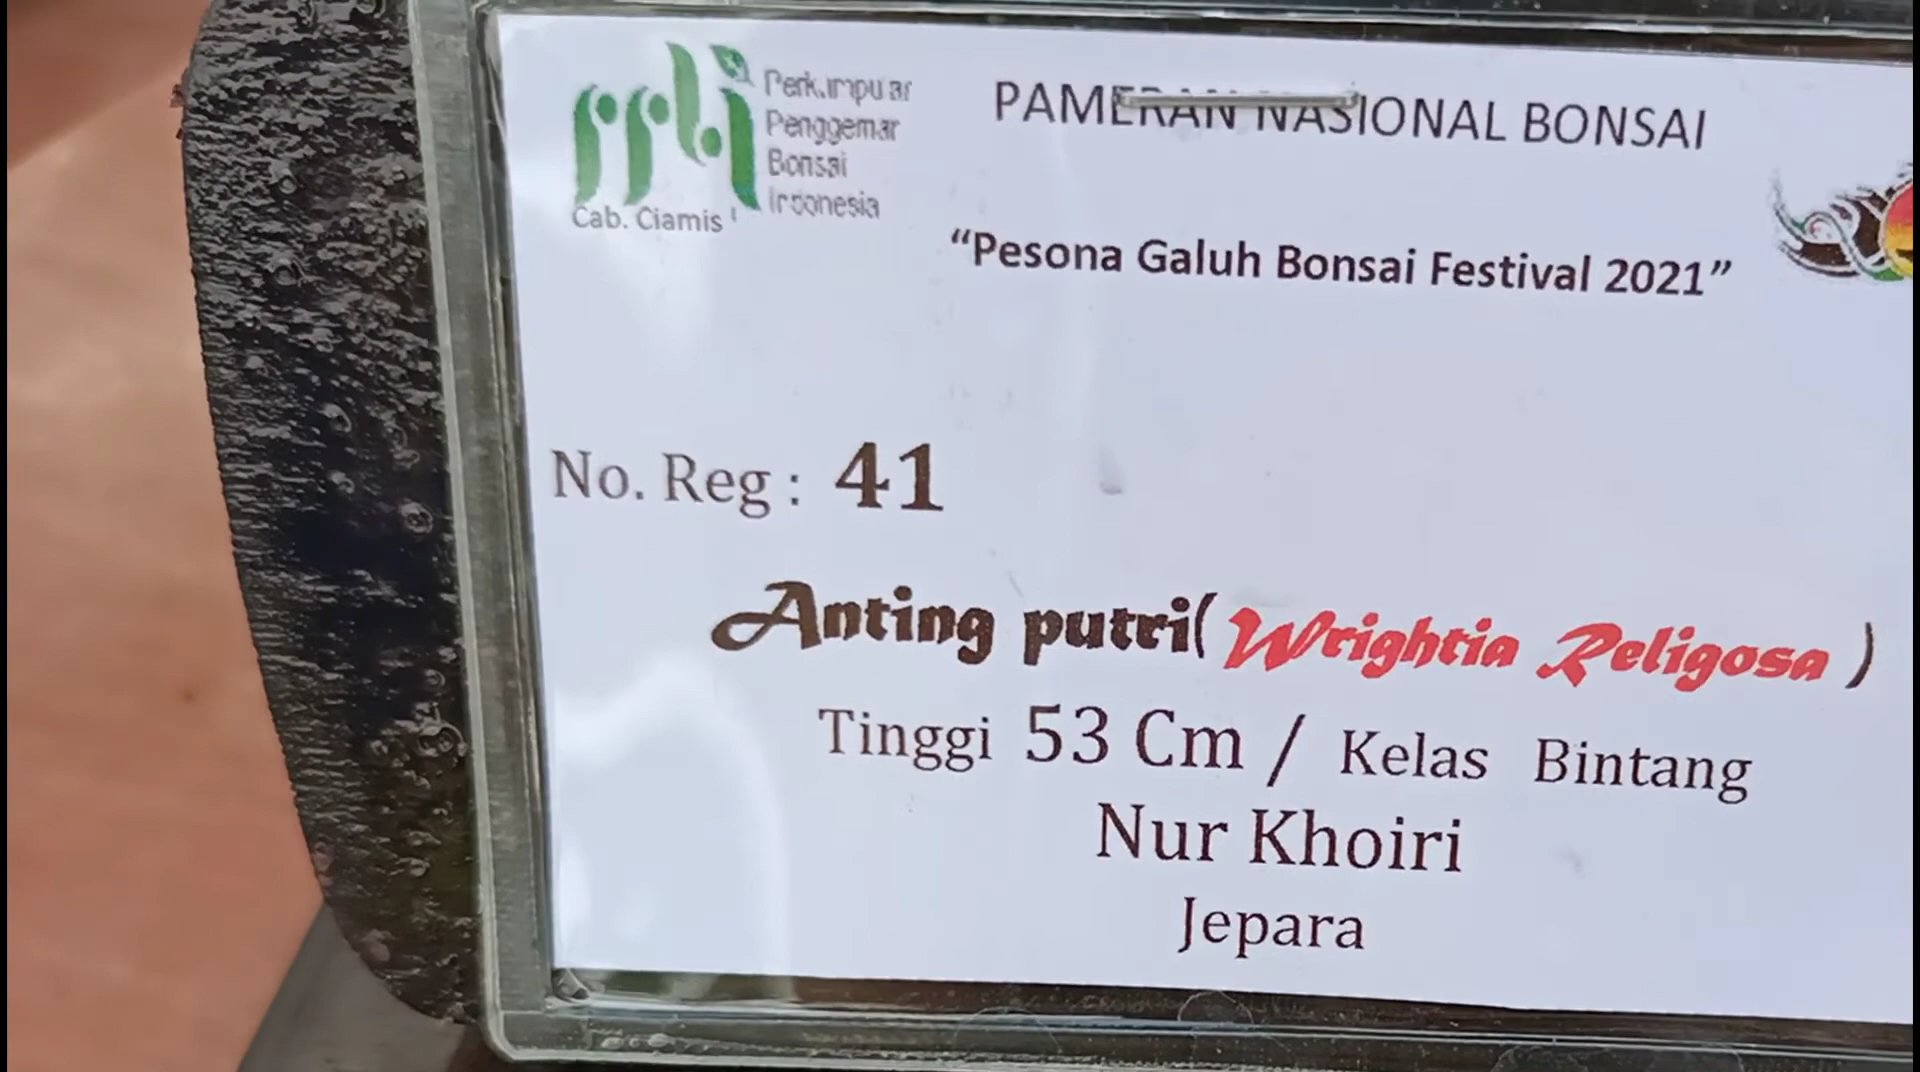 ppbi
Perkumpulan
Penggemar
Bonsai
Indonesia
Cab. Ciamis
PAMERAN NASIONAL BONSAI
“Pesona Galuh Bonsai Festival 2021”
No. Reg : 41
Anting putri( Wrightia Religosa )
Tinggi 53 Cm / Kelas Bintang
Nur Khoiri
Jepara